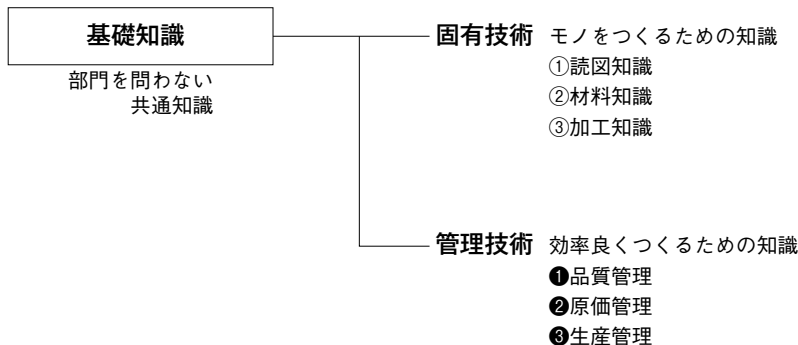 基礎知識
部門を問わない
共通知識
固有技術 モノをつくるための知識
①読図知識
②材料知識
③加工知識
管理技術 効率良くつくるための知識
❶品質管理
❷原価管理
❸生産管理